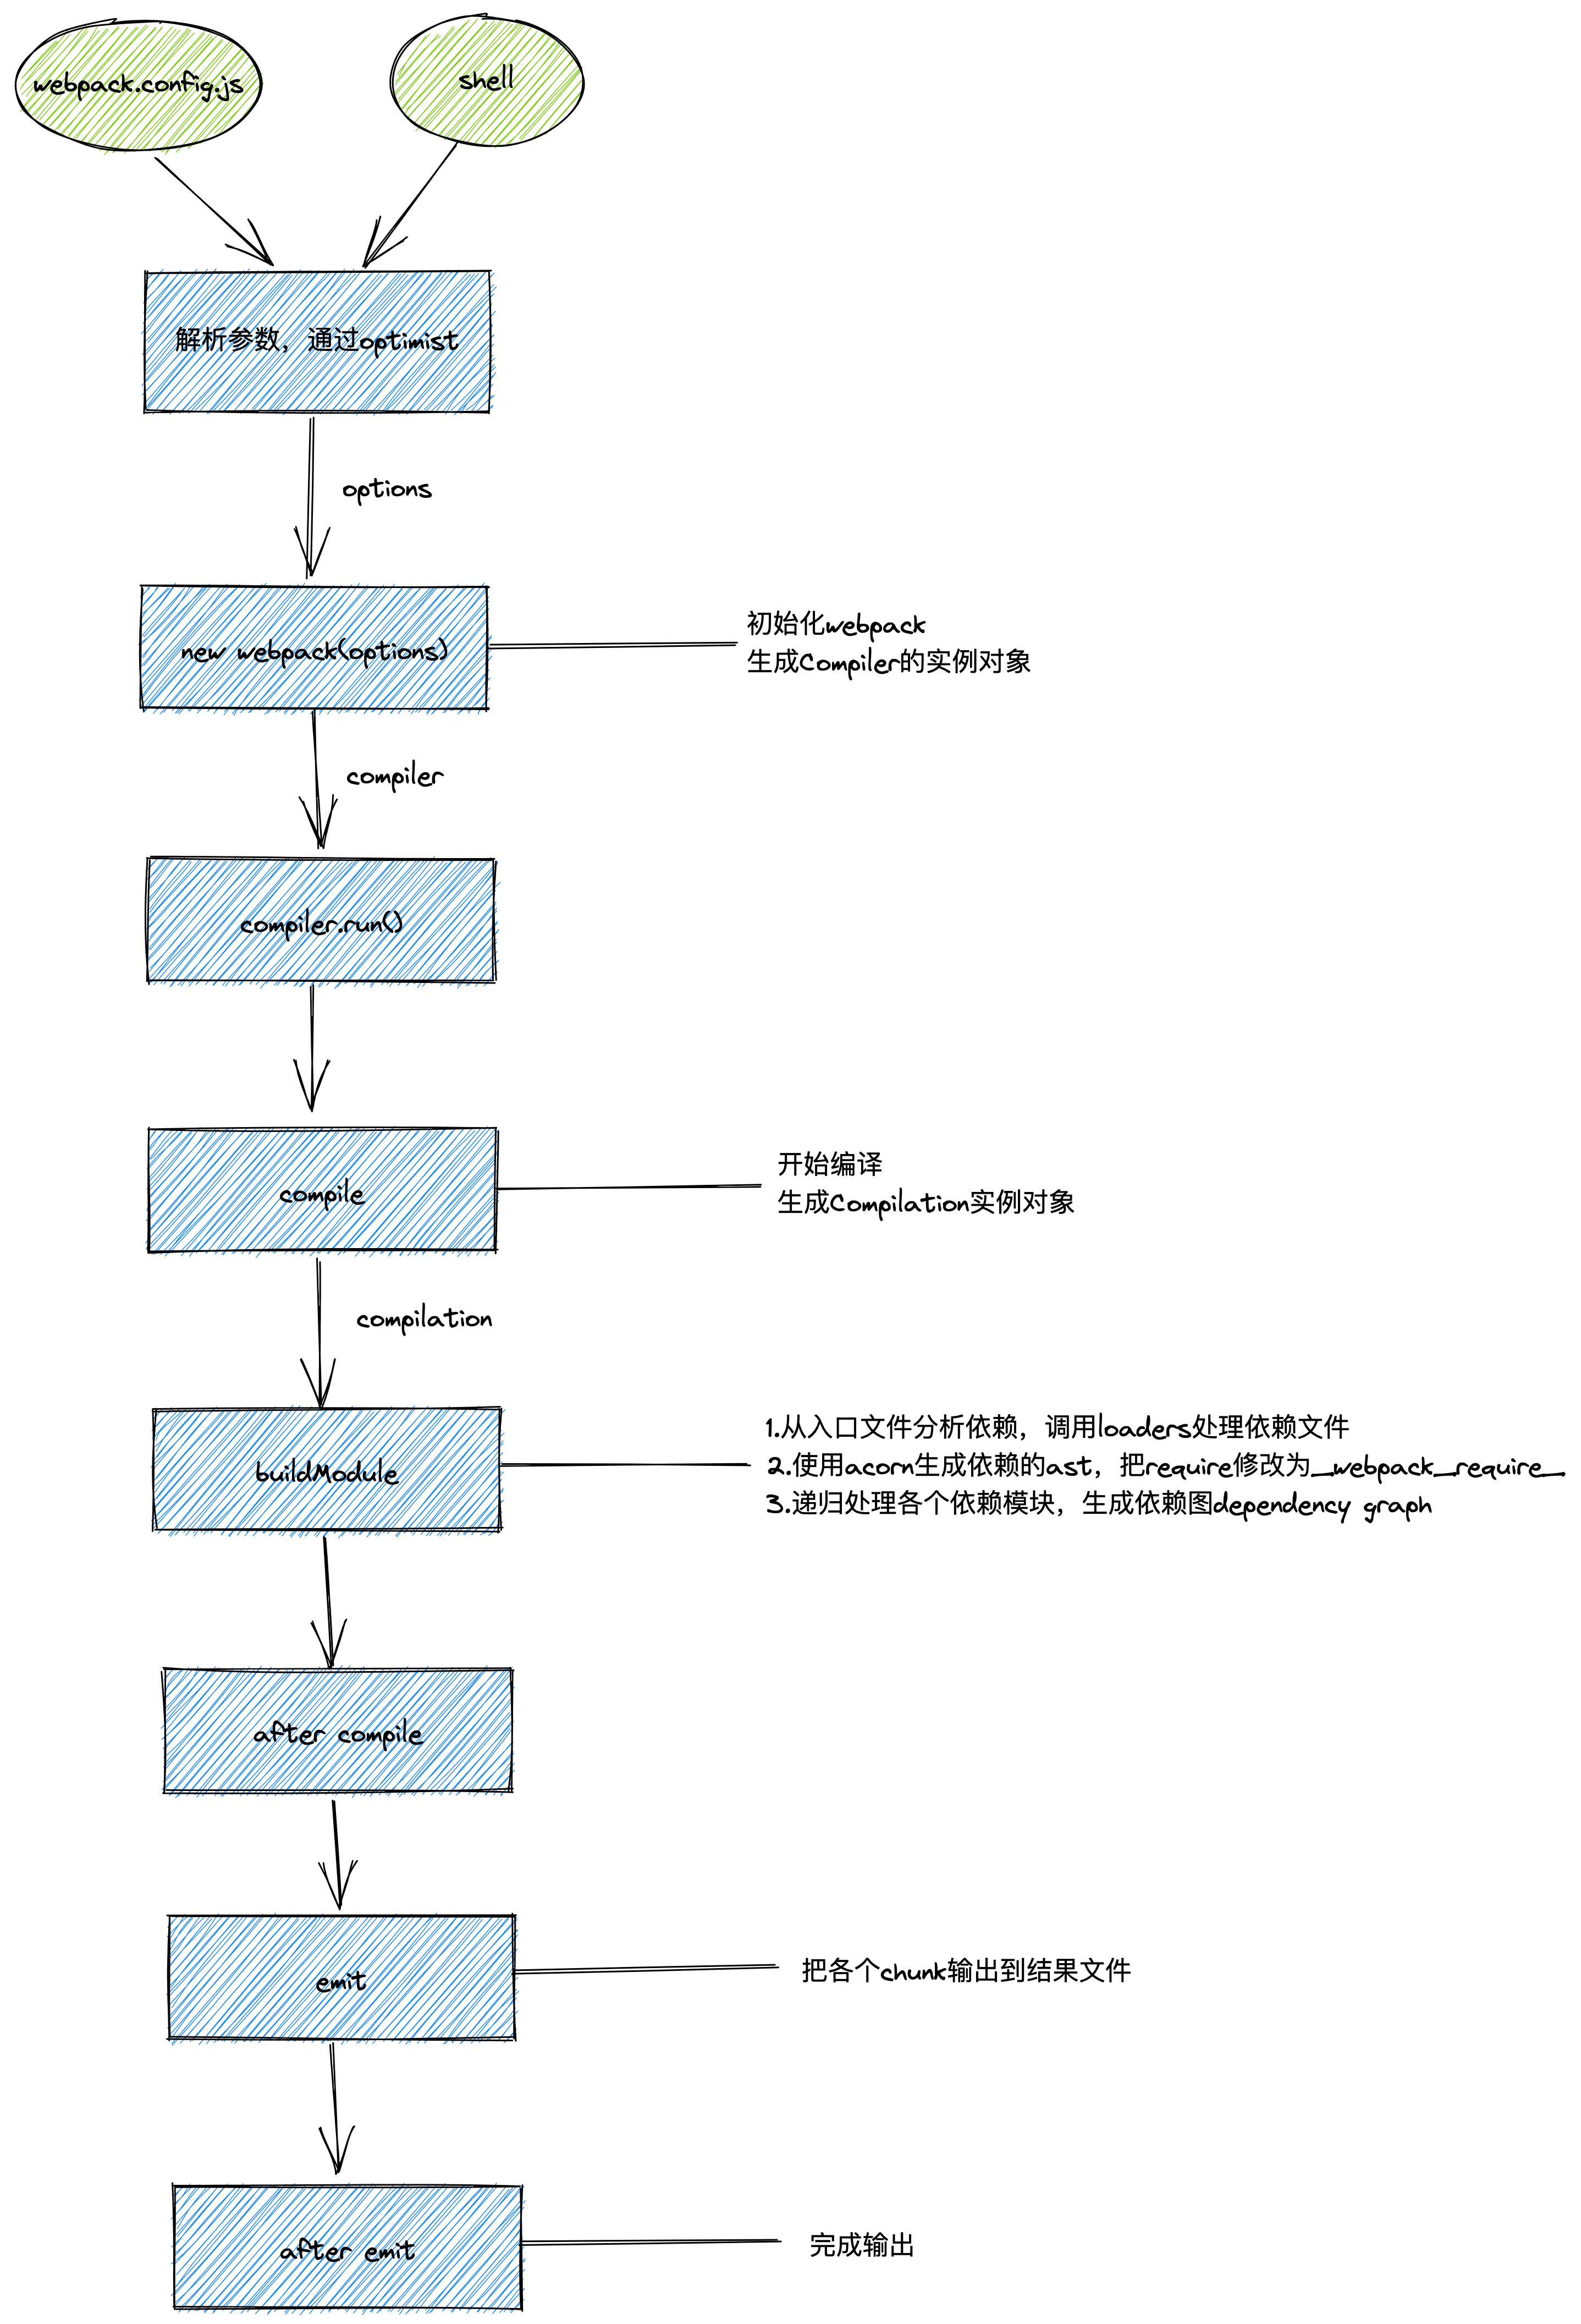 webpack.config.js
shell
解析参数，通过optimist
options
new webpack(options)
初始化webpack
生成Compiler的实例对象
compiler
compiler.run()
compile
开始编译
生成Compilation实例对象
compilation
buildModule
1.从入口文件分析依赖，调用loaders处理依赖文件
2.使用acorn生成依赖的ast，把require修改为__webpack__require__
3.递归处理各个依赖模块，生成依赖图dependency graph
after compile
emit
把各个chunk输出到结果文件
after emit
完成输出